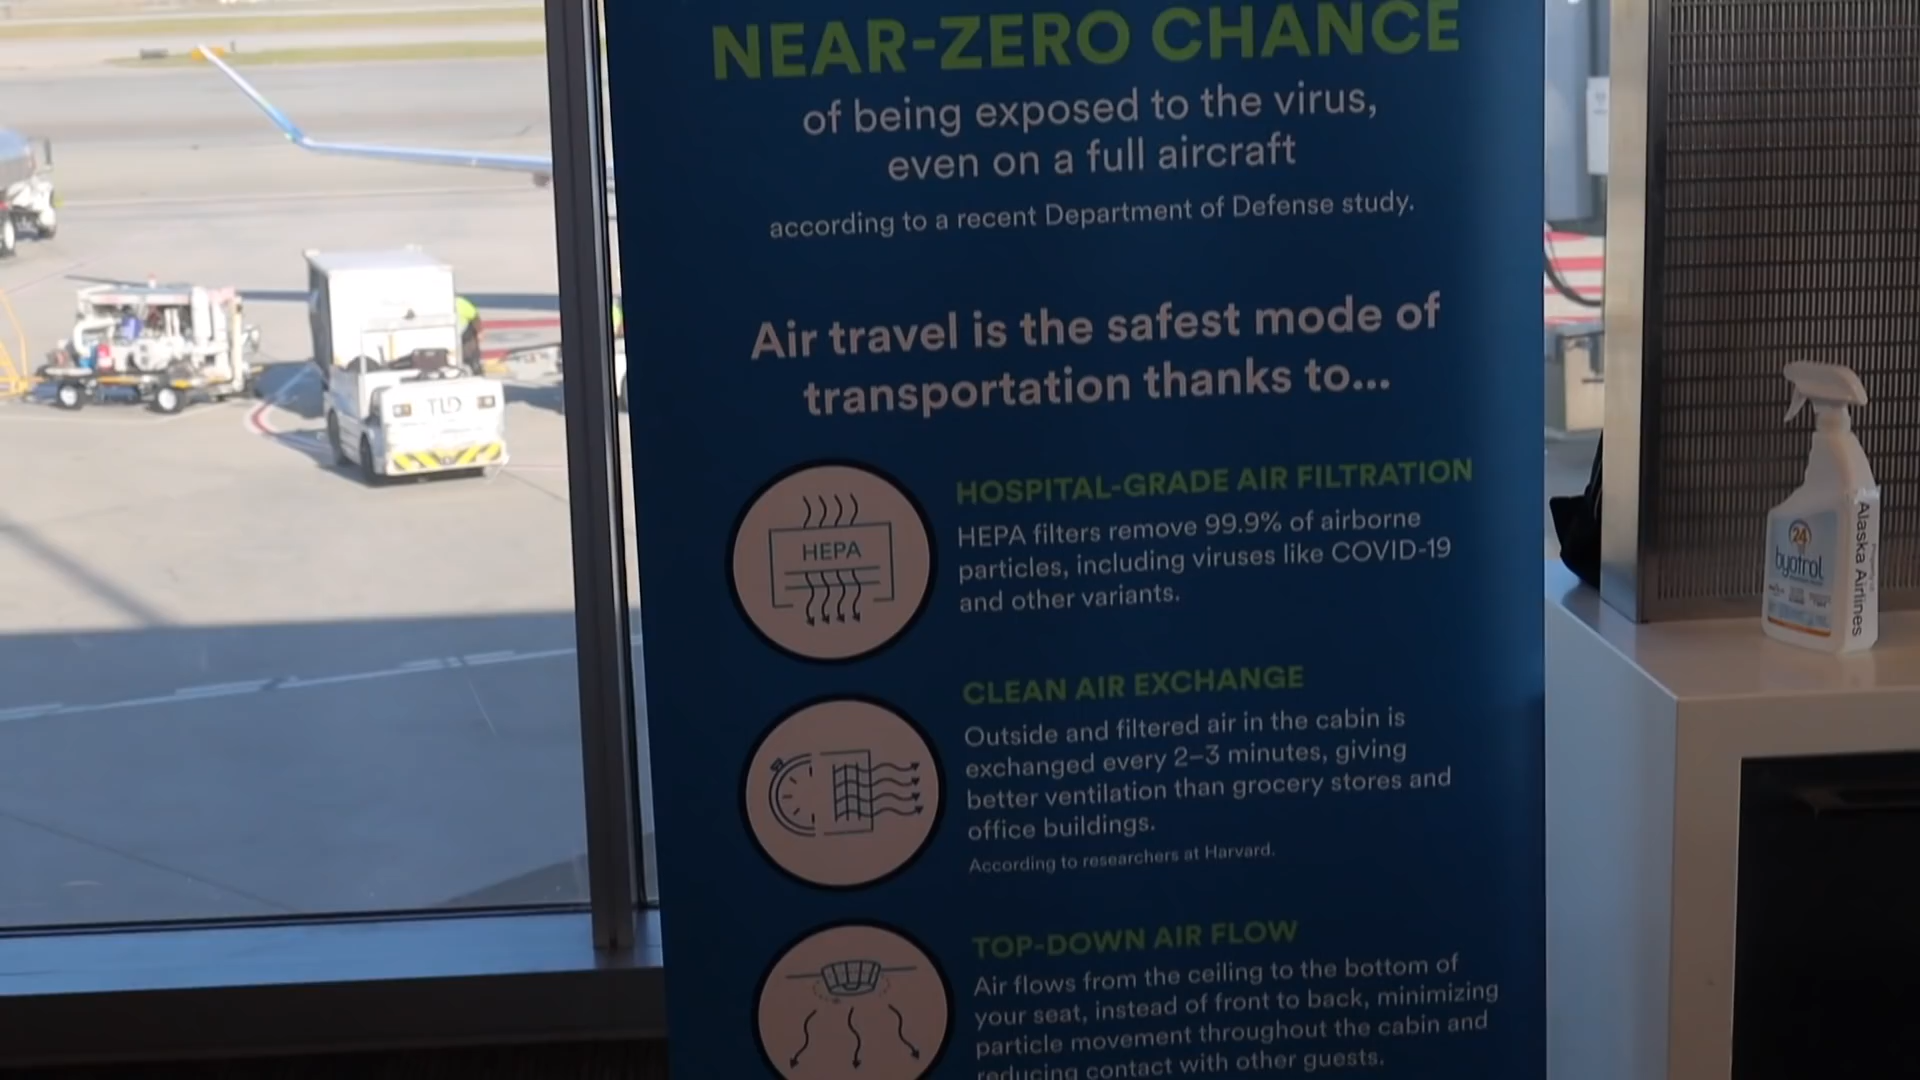 NEAR-ZERO CHANCE
of being exposed to the virus,
even on a full aircraft
according to a recent Department of Defense study.
Air travel is the safest mode of
transportation thanks to...
HEPA
HOSPITAL-GRADE AIR FILTRATION
HEPA filters remove 99.9% of airborne
particles, including viruses like COVID-19
and other variants.
CLEAN AIR EXCHANGE
Outside and filtered air in the cabin is
exchanged every 2–3 minutes, giving
better ventilation than grocery stores and
office buildings.
According to researchers at Harvard.
TOP-DOWN AIR FLOW
Air flows from the ceiling to the bottom of
your seat, instead of front to back, minimizing
particle movement throughout the cabin and
reducing contact with other guests.
TLD
24
byotrol
Alaska Airlines